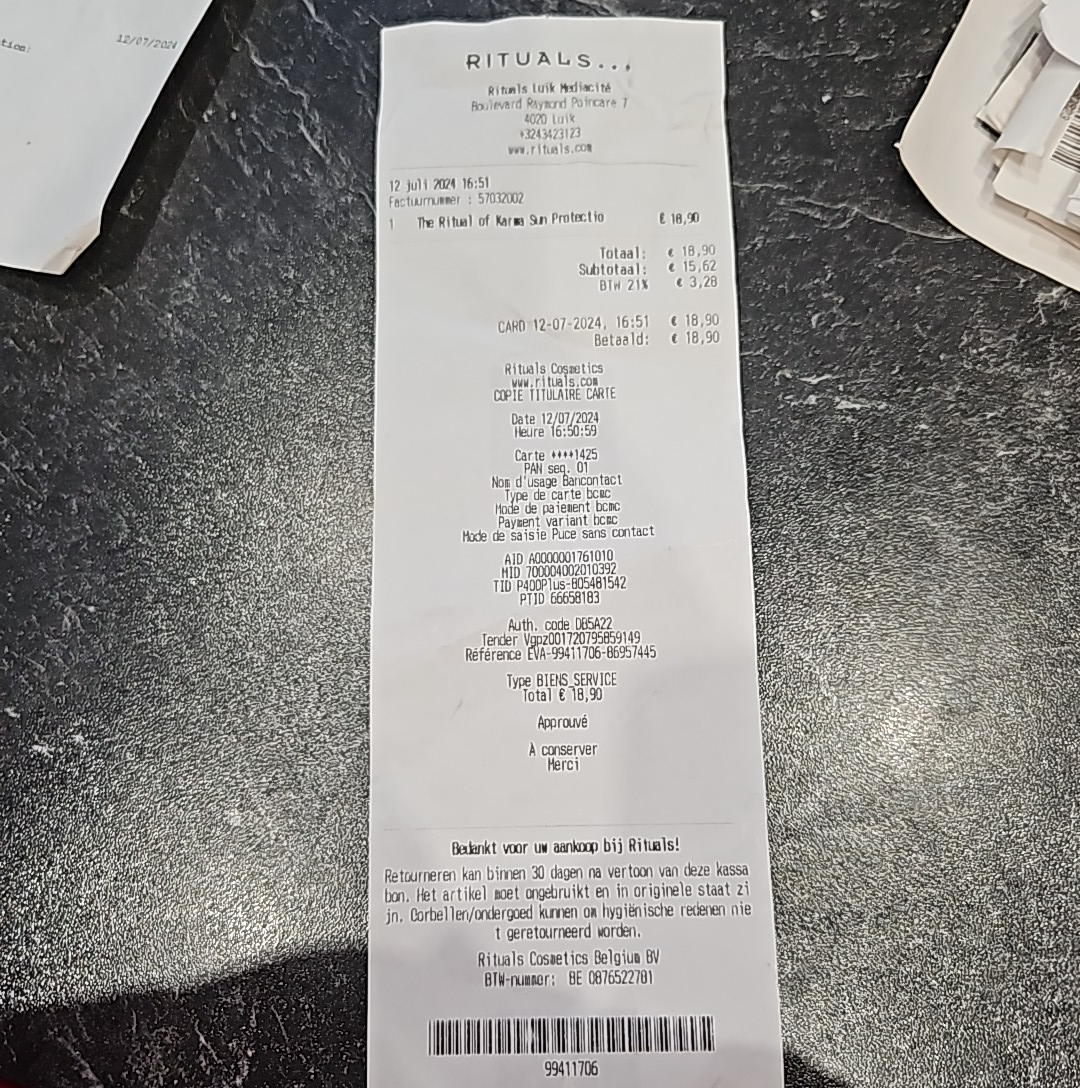 12/07/2024
RITUALS...
Rituals Luik Mediacité
Boulevard Raymond Poincare 7
4020 Luik
+3243423123
www.rituals.com
12 juli 2024 16:51
Factuurnummer : 57032002
1 The Ritual of Karma Sun Protectio € 18,90
Totaal: € 18,90
Subtotaal: € 15,62
BTW 21% € 3,28
CARD 12-07-2024, 16:51 € 18,90
Betaald: € 18,90
Rituals Cosmetics
www.rituals.com
COPIE TITULAIRE CARTE
Date 12/07/2024
Heure 16:50:59
Carte ****1425
PAN seq. 01
Nom d'usage Bancontact
Type de carte bcmc
Mode de paiement bcmc
Payment variant bcmc
Mode de saisie Puce sans contact
AID A0000001761010
MID 700004002010392
TID P400Plus-805481542
PTID 66658183
Auth. code DB5A22
Tender Vgpz001720795859149
Référence EVA-99411706-86957445
Type BIENS_SERVICE
Total € 18,90
Approuvé
À conserver
Merci
Bedankt voor uw aankoop bij Rituals!
Retourneren kan binnen 30 dagen na vertoon van deze kassa
bon. Het artikel moet ongebruikt en in originele staat zi
jn. Oorbellen/ondergoed kunnen om hygiënische redenen nie
t geretourneerd worden.
Rituals Cosmetics Belgium BV
BTW-nummer: BE 0876522781
99411706